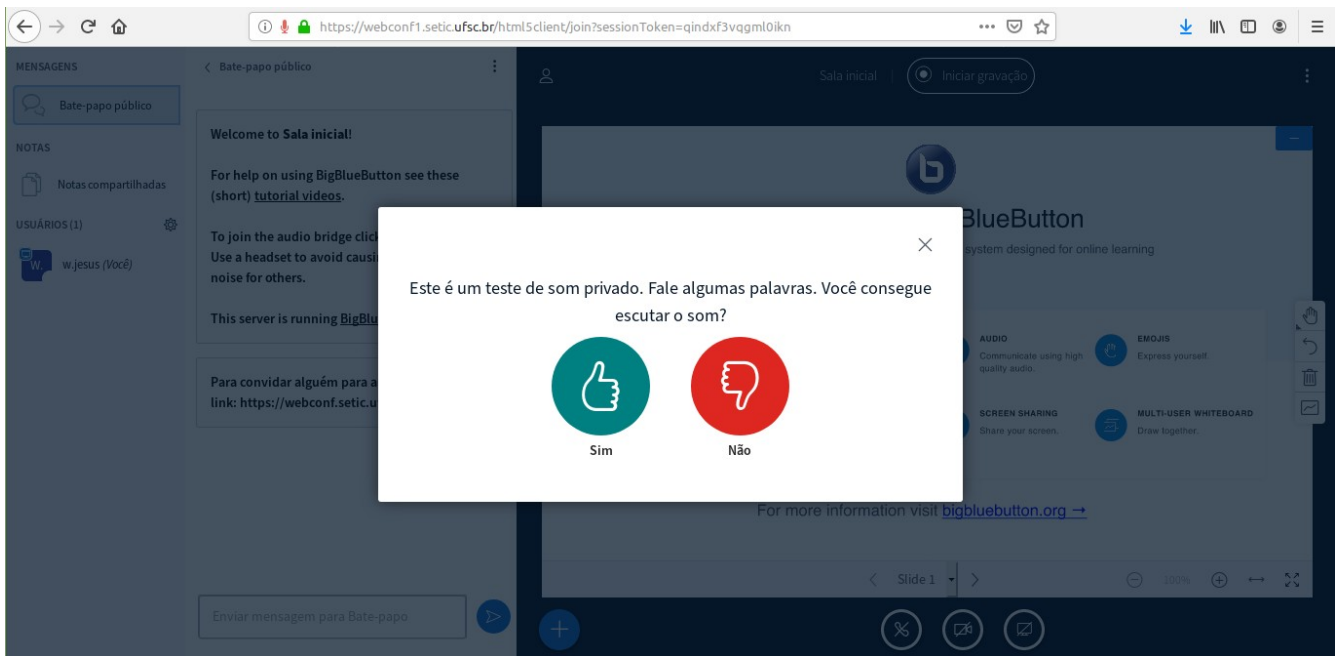 https://webconf1.setic.ufsc.br/html5client/join?sessionToken=qindxf3vqgml0ikn
MENSAGENS
Bate-papo público
NOTAS
Notas compartilhadas
USUÁRIOS (1)
W.
w.jesus (Você)
Bate-papo público
Welcome to Sala inicial!
For help on using BigBlueButton see these
(short) tutorial videos.
To join the audio bridge click
Use a headset to avoid
noise for others.
This server is running
Para convidar alguém para a
link: https://webconf.setic.u
Enviar mensagem para Bate-papo
Sala inicial
Iniciar gravação
BlueButton
system designed for online learning
AUDIO
Communicate using high
quality audio.
EMOJIS
Express yourself.
SCREEN SHARING
Share your screen.
MULTI-USER WHITEBOARD
Draw together.
For more information visit bigbluebutton.org →
Slide 1
100%
Este é um teste de som privado. Fale algumas palavras. Você consegue
escutar o som?
Sim
Não